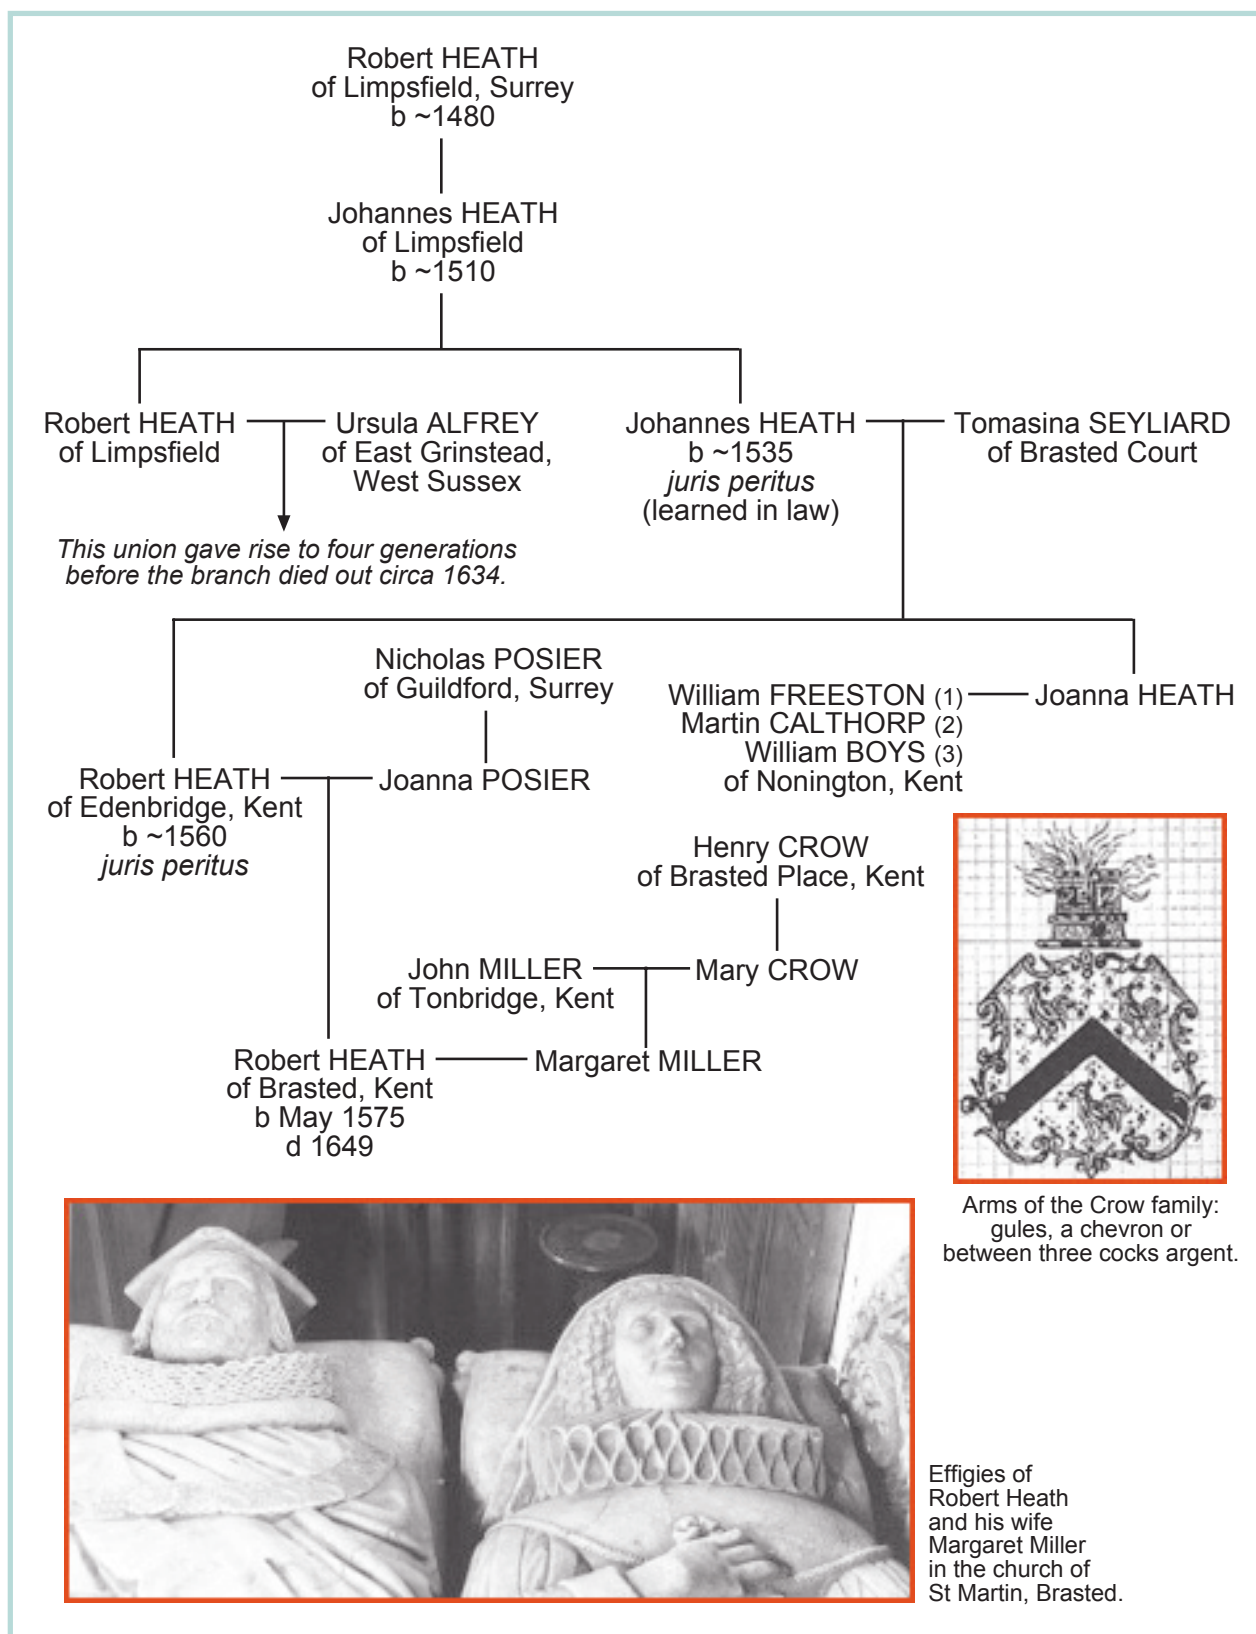 Robert HEATH
of Limpsfield, Surrey
b ~1480
Johannes HEATH
of Limpsfield
b ~1510
Robert HEATH
of Limpsfield
Ursula ALFREY
of East Grinstead,
West Sussex
Johannes HEATH
b ~1535
juris peritus
(learned in law)
Tomasina SEYLIARD
of Brasted Court
This union gave rise to four generations
before the branch died out circa 1634.
Nicholas POSIER
of Guildford, Surrey
William FREESTON (1)
Martin CALTHORP (2)
William BOYS (3)
of Nonington, Kent
Joanna HEATH
Robert HEATH
of Edenbridge, Kent
b ~1560
juris peritus
Joanna POSIER
Henry CROW
of Brasted Place, Kent
John MILLER
of Tonbridge, Kent
Mary CROW
Robert HEATH
of Brasted, Kent
b May 1575
d 1649
Margaret MILLER
Arms of the Crow family:
gules, a chevron or
between three cocks argent.
Effigies of
Robert Heath
and his wife
Margaret Miller
in the church of
St Martin, Brasted.